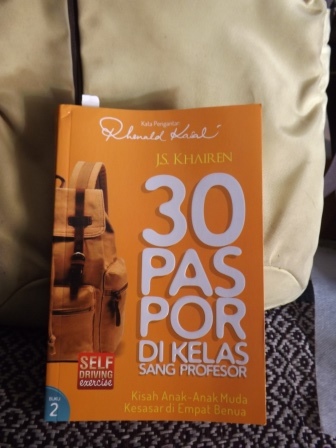 Kata Pengantar
Rhenald Kasali
J.S. KHAIREN
30
PAS
POR
DI KELAS
SANG PROFESOR
SELF
DRIVING
exercise
Kisah Anak-Anak Muda
Kesasar di Empat Benua
BUKU
2